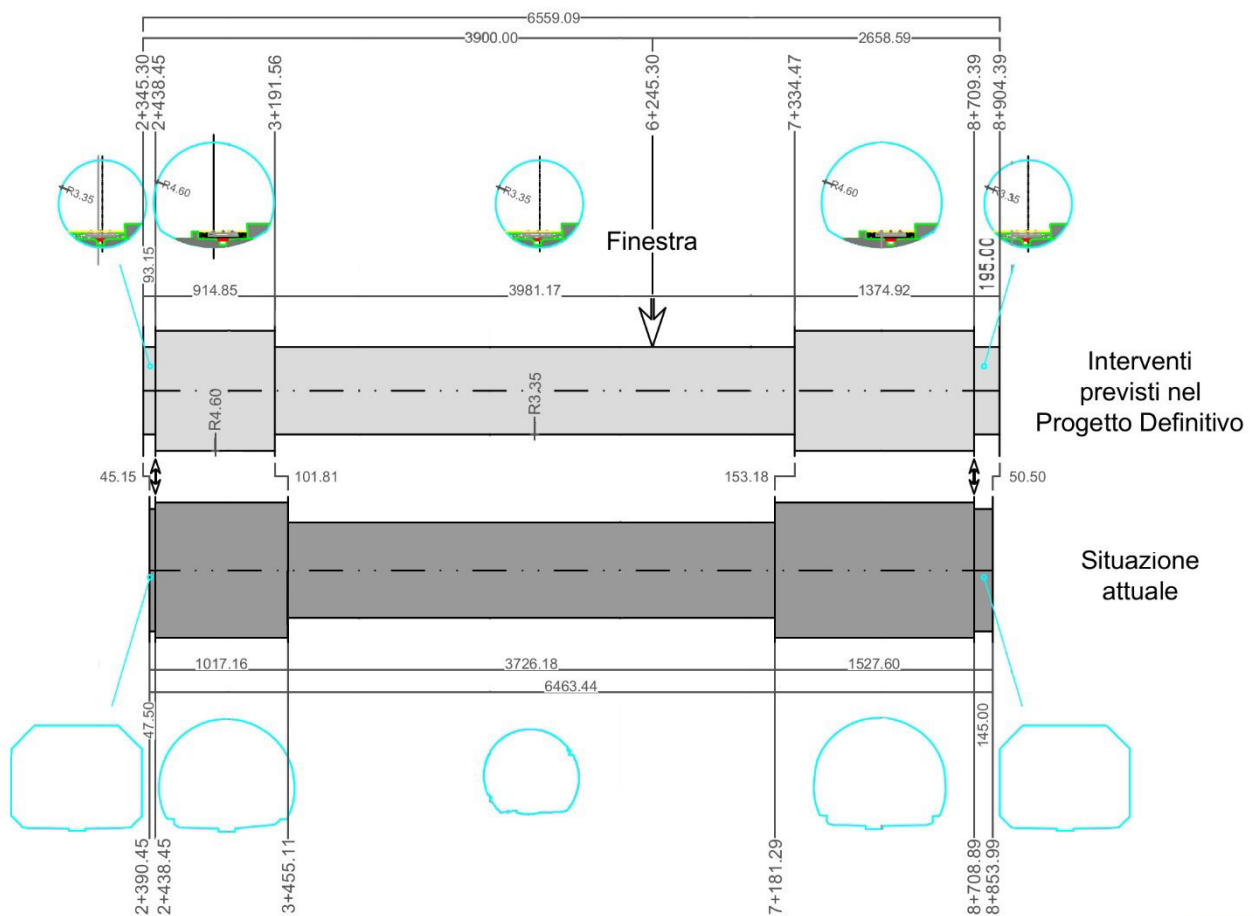 6559.09
3900.00
2658.59
2+345.30
2+438.45
3+191.56
6+245.30
7+334.47
8+709.39
8+904.39
R3.35
R4.60
R3.35
R4.60
R3.35
Finestra
93.15
195.00
914.85
3981.17
1374.92
R4.60
R3.35
Interventi
previsti nel
Progetto Definitivo
45.15
101.81
153.18
50.50
Situazione
attuale
1017.16
3726.18
1527.60
6463.44
47.50
145.00
2+390.45
2+438.45
3+455.11
7+181.29
8+708.89
8+853.99